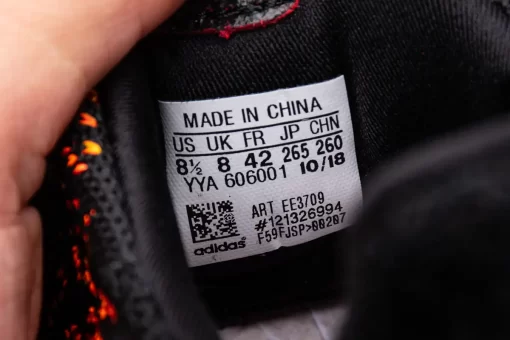 MADE IN CHINA
US UK FR JP CHN
8½ 8 42 265 260
YYA 606001 10/18
ART EE3709
#121326994
F59FJSP>00207
adidas